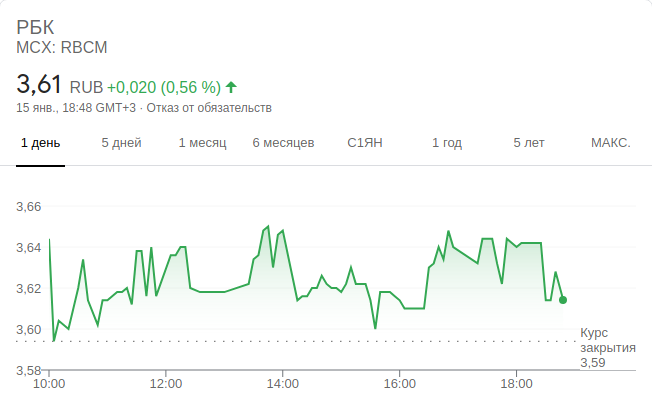 РБК
MCX: RBCM
3,61 RUB +0,020 (0,56 %)
15 янв., 18:48 GMT+3 · Отказ от обязательств
1 день 5 дней 1 месяц 6 месяцев С1ЯН 1 год 5 лет МАКС.
3,66
3,64
3,62
3,60
Курс
закрытия
3,59
3,58
10:00 12:00 14:00 16:00 18:00